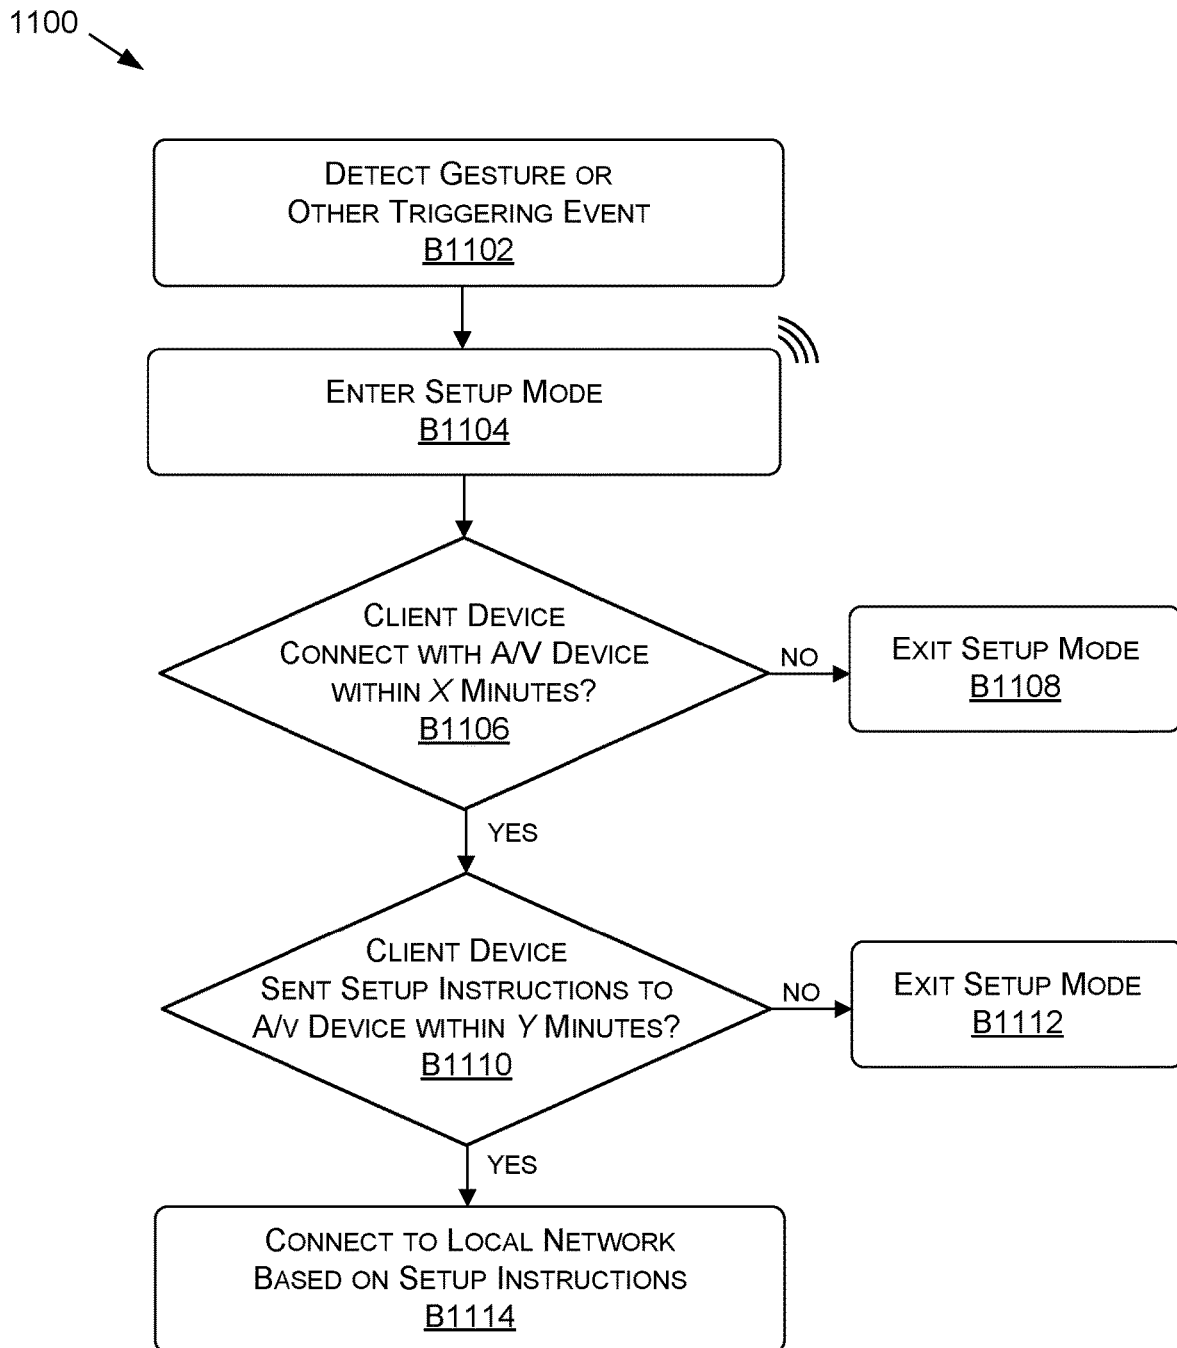 1100
DETECT GESTURE OR
OTHER TRIGGERING EVENT
B1102
ENTER SETUP MODE
B1104
CLIENT DEVICE
CONNECT WITH A/V DEVICE
WITHIN X MINUTES?
B1106
NO
EXIT SETUP MODE
B1108
YES
CLIENT DEVICE
SENT SETUP INSTRUCTIONS TO
A/V DEVICE WITHIN Y MINUTES?
B1110
NO
EXIT SETUP MODE
B1112
YES
CONNECT TO LOCAL NETWORK
BASED ON SETUP INSTRUCTIONS
B1114